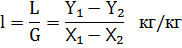 l = L/G = (Y₁ − Y₂)/(X₁ − X₂) кг/кг